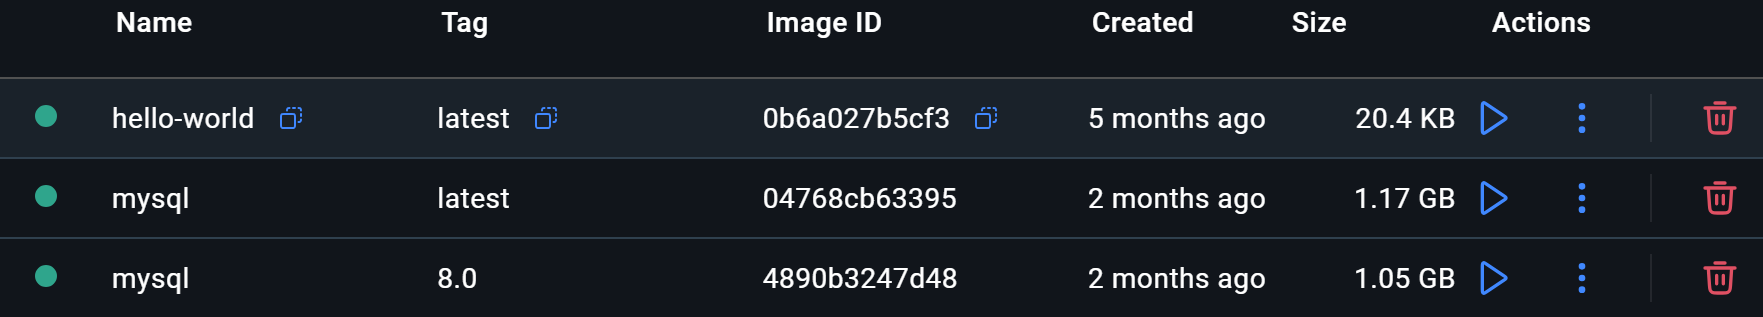 Name Tag Image ID Created Size Actions
hello-world latest 0b6a027b5cf3 5 months ago 20.4 KB
mysql latest 04768cb63395 2 months ago 1.17 GB
mysql 8.0 4890b3247d48 2 months ago 1.05 GB